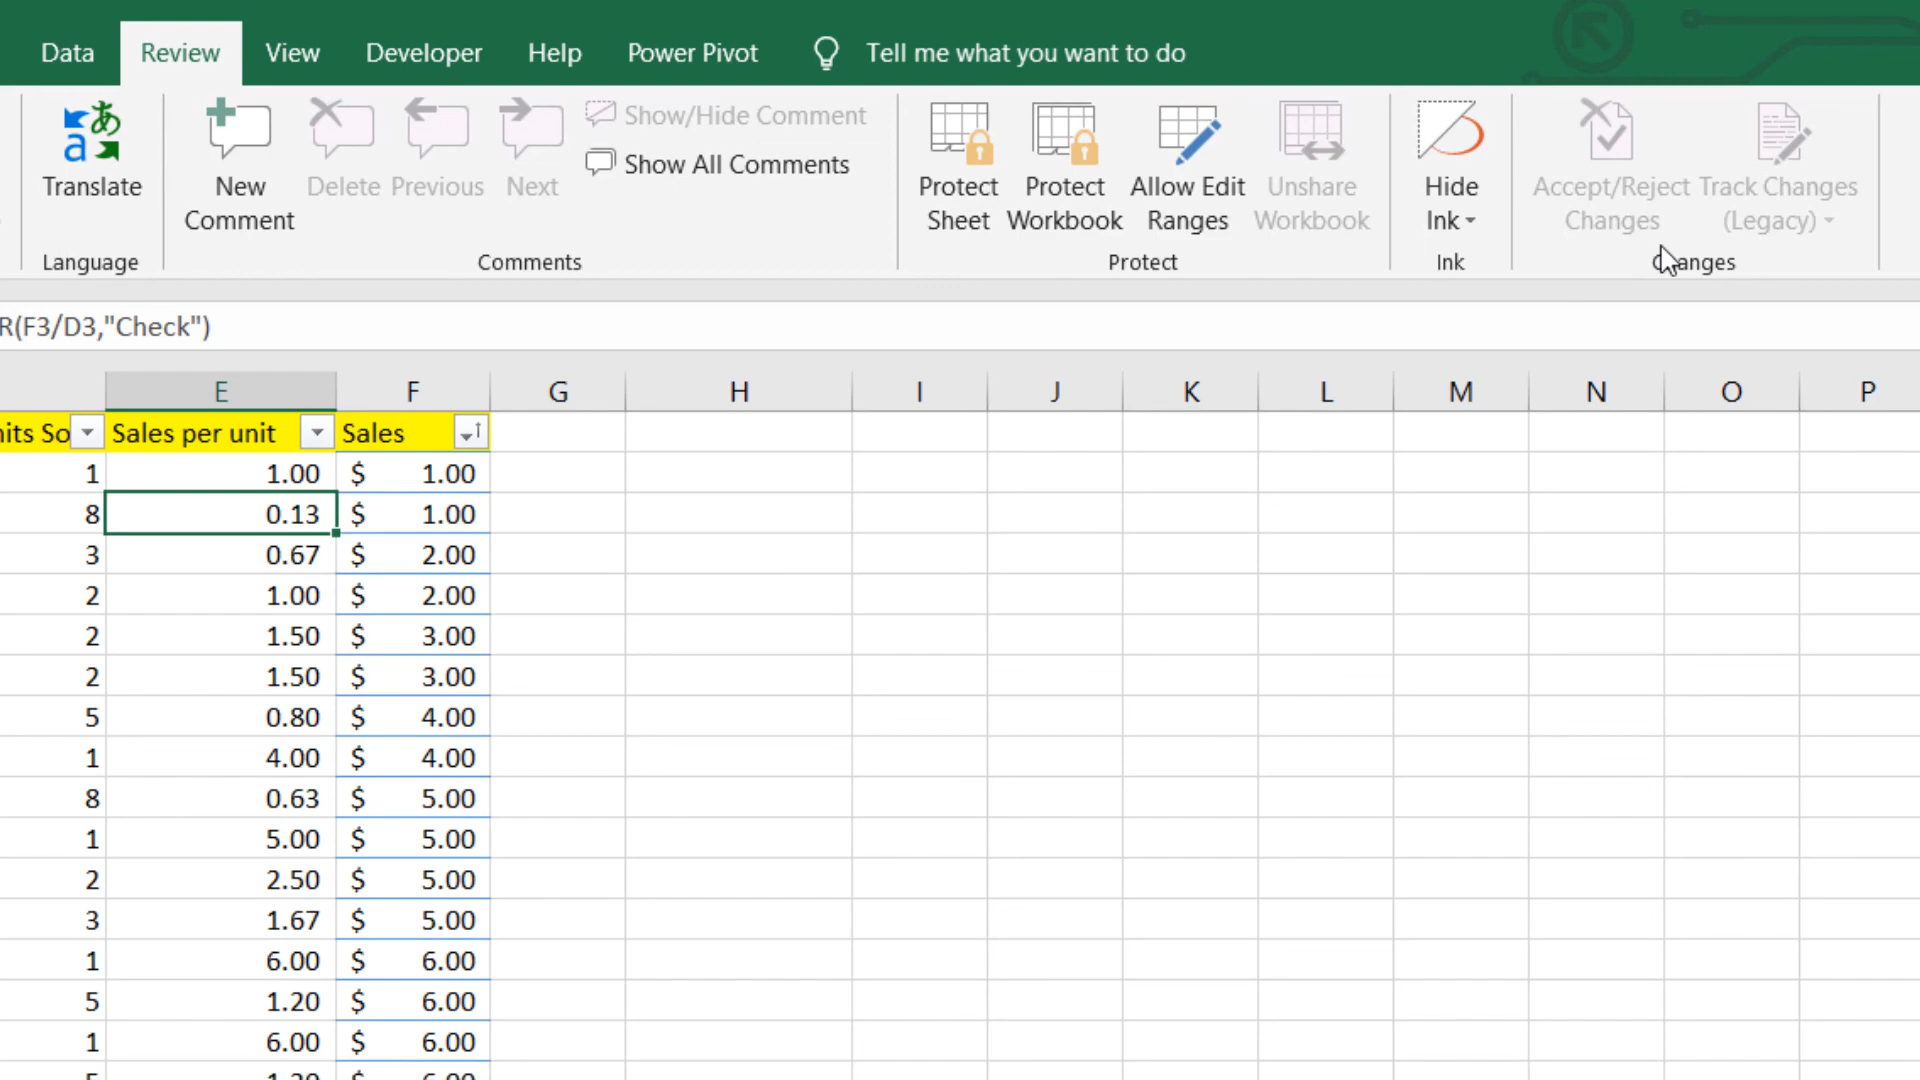 Data Review View Developer Help Power Pivot Tell me what you want to do
Translate
New
Comment
Delete
Previous
Next
Show/Hide Comment
Show All Comments
Protect
Sheet
Protect
Workbook
Allow Edit
Ranges
Unshare
Workbook
Hide
Ink
Accept/Reject
Changes
Track Changes
(Legacy)
Language Comments Protect Ink Changes
R(F3/D3,"Check")
E F G H I J K L M N O P
nits So Sales per unit Sales
1 1.00 $ 1.00
8 0.13 $ 1.00
3 0.67 $ 2.00
2 1.00 $ 2.00
2 1.50 $ 3.00
2 1.50 $ 3.00
5 0.80 $ 4.00
1 4.00 $ 4.00
8 0.63 $ 5.00
1 5.00 $ 5.00
2 2.50 $ 5.00
3 1.67 $ 5.00
1 6.00 $ 6.00
5 1.20 $ 6.00
1 6.00 $ 6.00